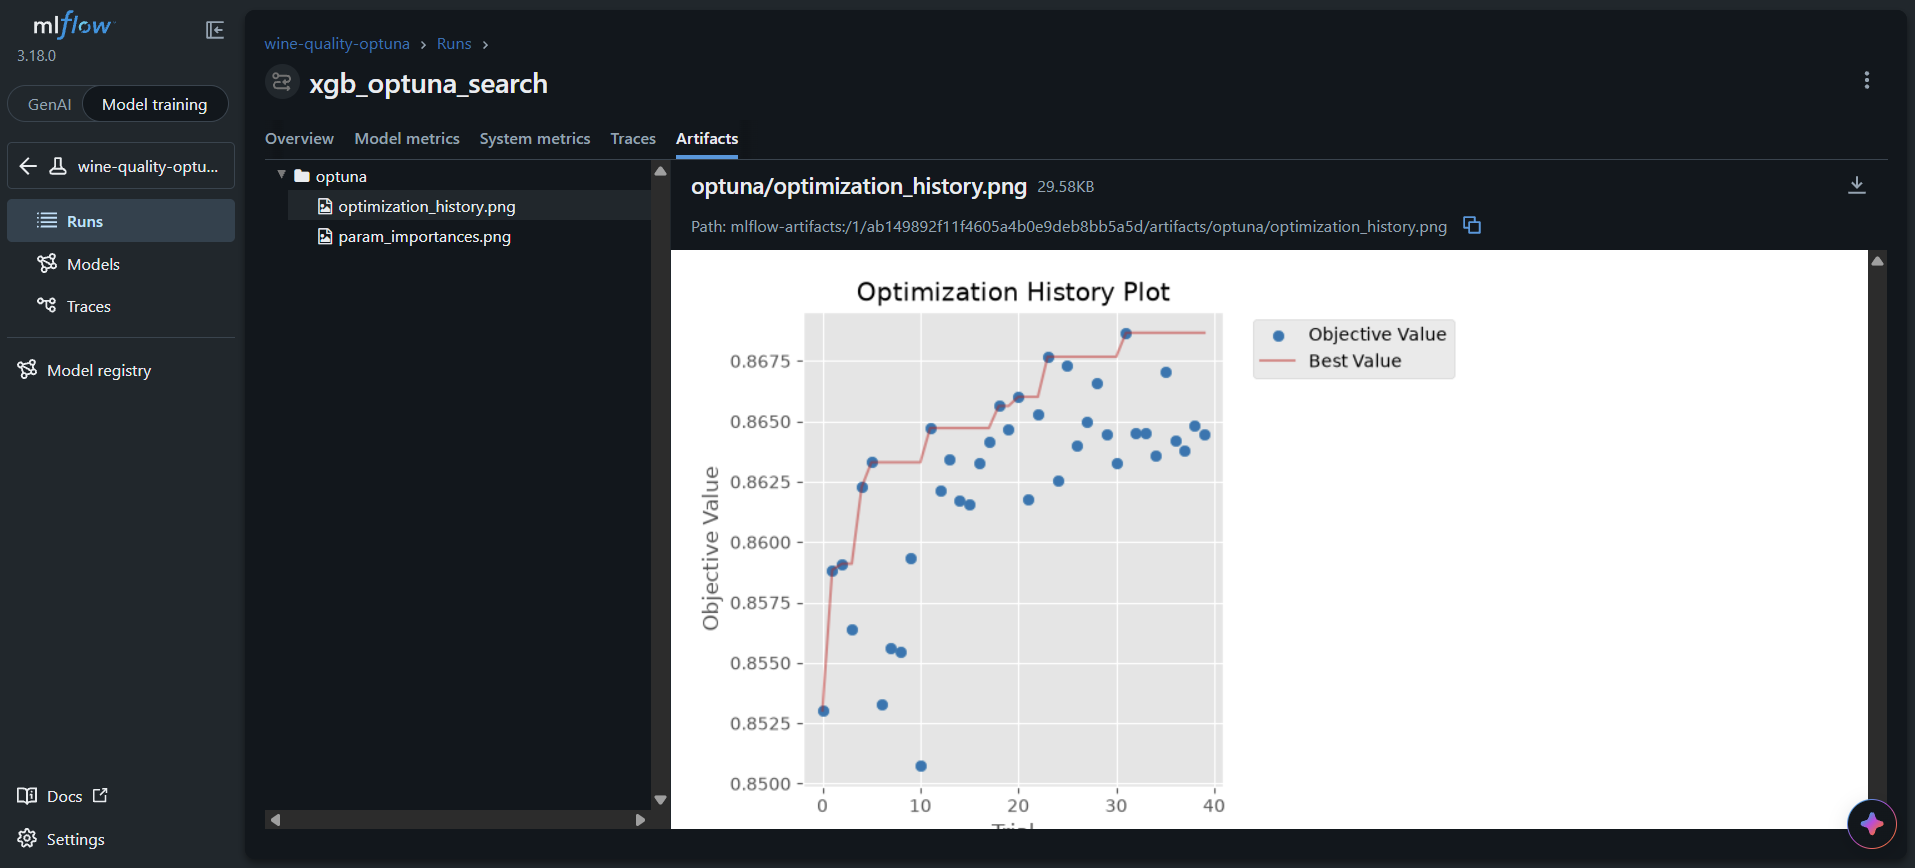 mlflow
3.18.0
GenAI
Model training
wine-quality-optu...
Runs
Models
Traces
Model registry
Docs
Settings
wine-quality-optuna › Runs ›
xgb_optuna_search
Overview Model metrics System metrics Traces Artifacts
optuna
optimization_history.png
param_importances.png
optuna/optimization_history.png 29.58KB
Path: mlflow-artifacts:/1/ab149892f11f4605a4b0e9deb8bb5a5d/artifacts/optuna/optimization_history.png
Optimization History Plot
Objective Value
Best Value
Objective Value
0.8675
0.8650
0.8625
0.8600
0.8575
0.8550
0.8525
0.8500
0 10 20 30 40
Trial